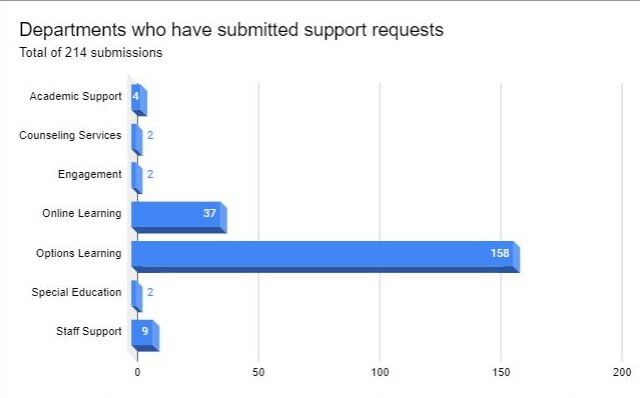 Departments who have submitted support requests
Total of 214 submissions
Academic Support 4
Counseling Services 2
Engagement 2
Online Learning 37
Options Learning 158
Special Education 2
Staff Support 9
0 50 100 150 200